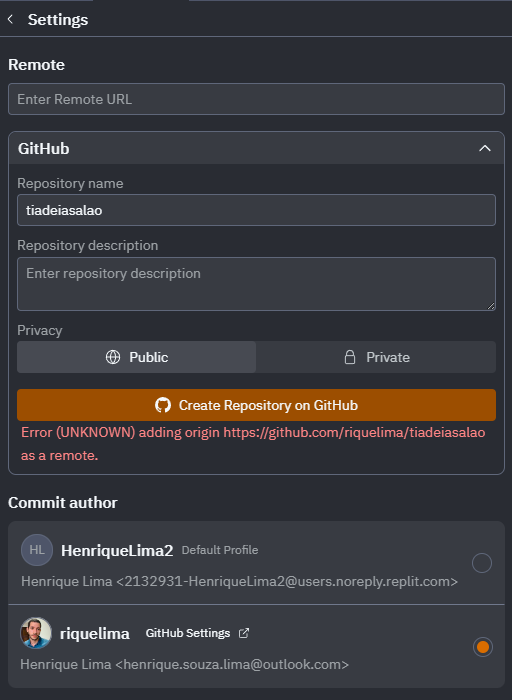 Settings
Remote
Enter Remote URL
GitHub
Repository name
tiadeiasalao
Repository description
Enter repository description
Privacy
Public
Private
Create Repository on GitHub
Error (UNKNOWN) adding origin https://github.com/riquelima/tiadeiasalao
as a remote.
Commit author
HL HenriqueLima2 Default Profile
Henrique Lima <2132931-HenriqueLima2@users.noreply.replit.com>
riquelima GitHub Settings
Henrique Lima <henrique.souza.lima@outlook.com>